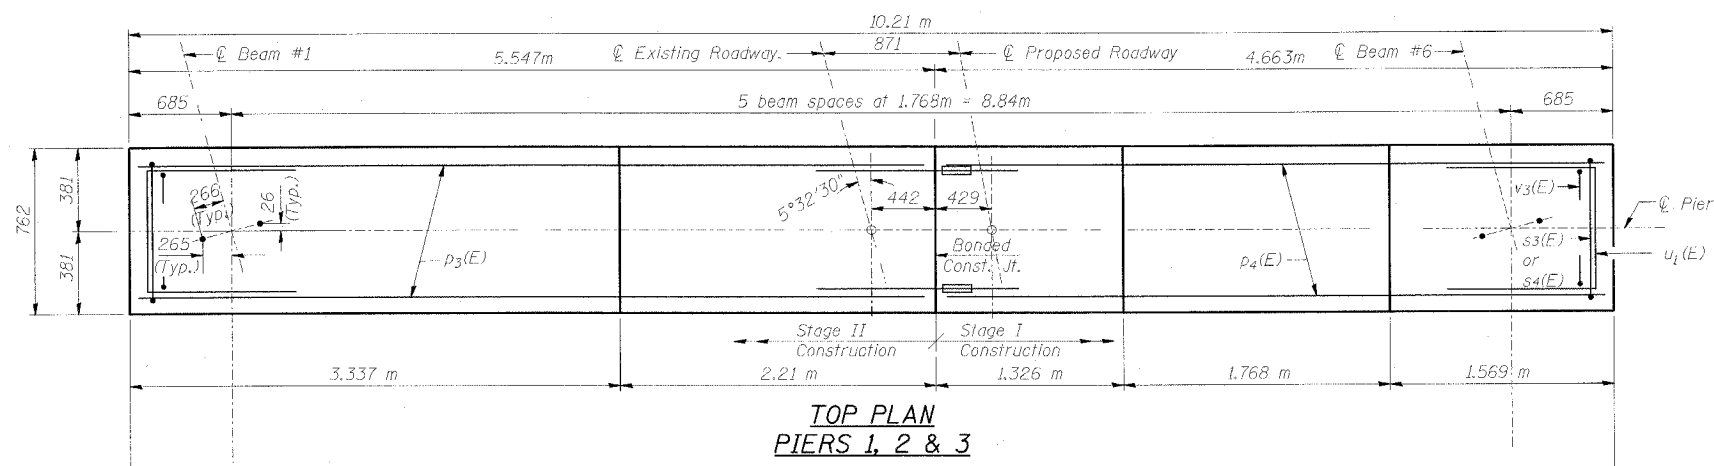 10.21 m
℄ Beam #1
℄ Existing Roadway.
871
℄ Proposed Roadway
℄ Beam #6
5.547m
4.663m
685
5 beam spaces at 1.768m = 8.84m
685
762
381
381
266
(Typ.)
26
(Typ.)
265
(Typ.)
p3(E)
5°32'30"
442
429
Bonded
Const. Jt.
p4(E)
v3(E)
s3(E)
or
s4(E)
℄ Pier
u1(E)
Stage II
Construction
Stage I
Construction
3.337 m
2.21 m
1.326 m
1.768 m
1.569 m
TOP PLAN
PIERS 1, 2 & 3